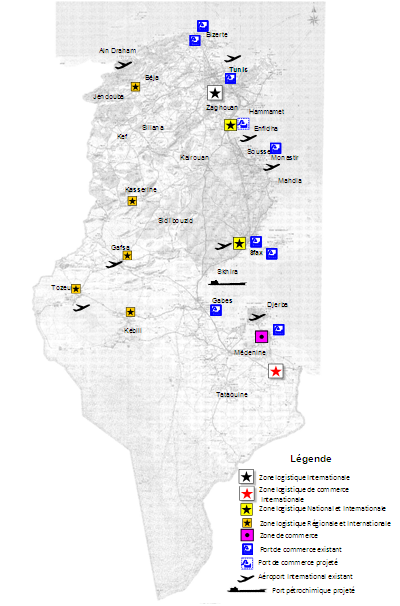 Bizerte
Ain Draham
Tunis
Béja
Jendouba
Zaghouan
Hammamet
Siliana
Enfidha
Kef
Sousse
Kairouan
Monastir
Mahdia
Kasserine
Sidi bouzid
Gafsa
Sfax
Skhira
Tozeur
Gabes
Djerba
Kebili
Médenine
Tataouine
Légende
Zone logistique Internationale
Zone logistique de commerce
Internationale
Zone logistique National et Internationale
Zone logistique Régionale et Internationale
Zone de commerce
Port de commerce existant
Port de commerce projeté
Aéroport International existant
Port pétrochimique projeté